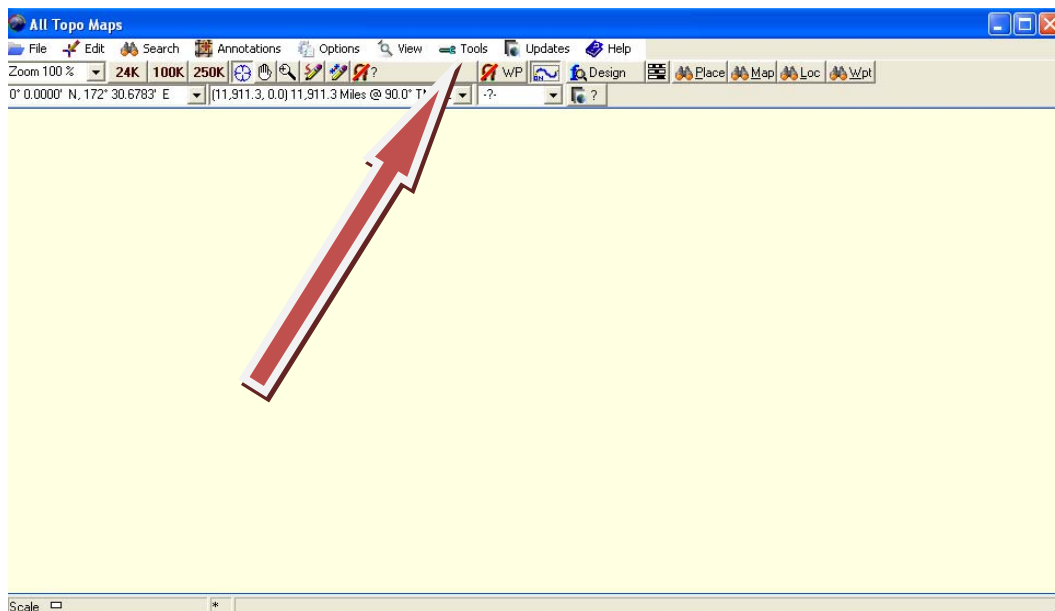 All Topo Maps
File Edit Search Annotations Options View Tools Updates Help
Zoom 100 % 24K 100K 250K ? WP Design Place Map Loc Wpt
0° 0.0000' N, 172° 30.6783' E (11,911.3, 0.0) 11,911.3 Miles @ 90.0° -?- ?
Scale *